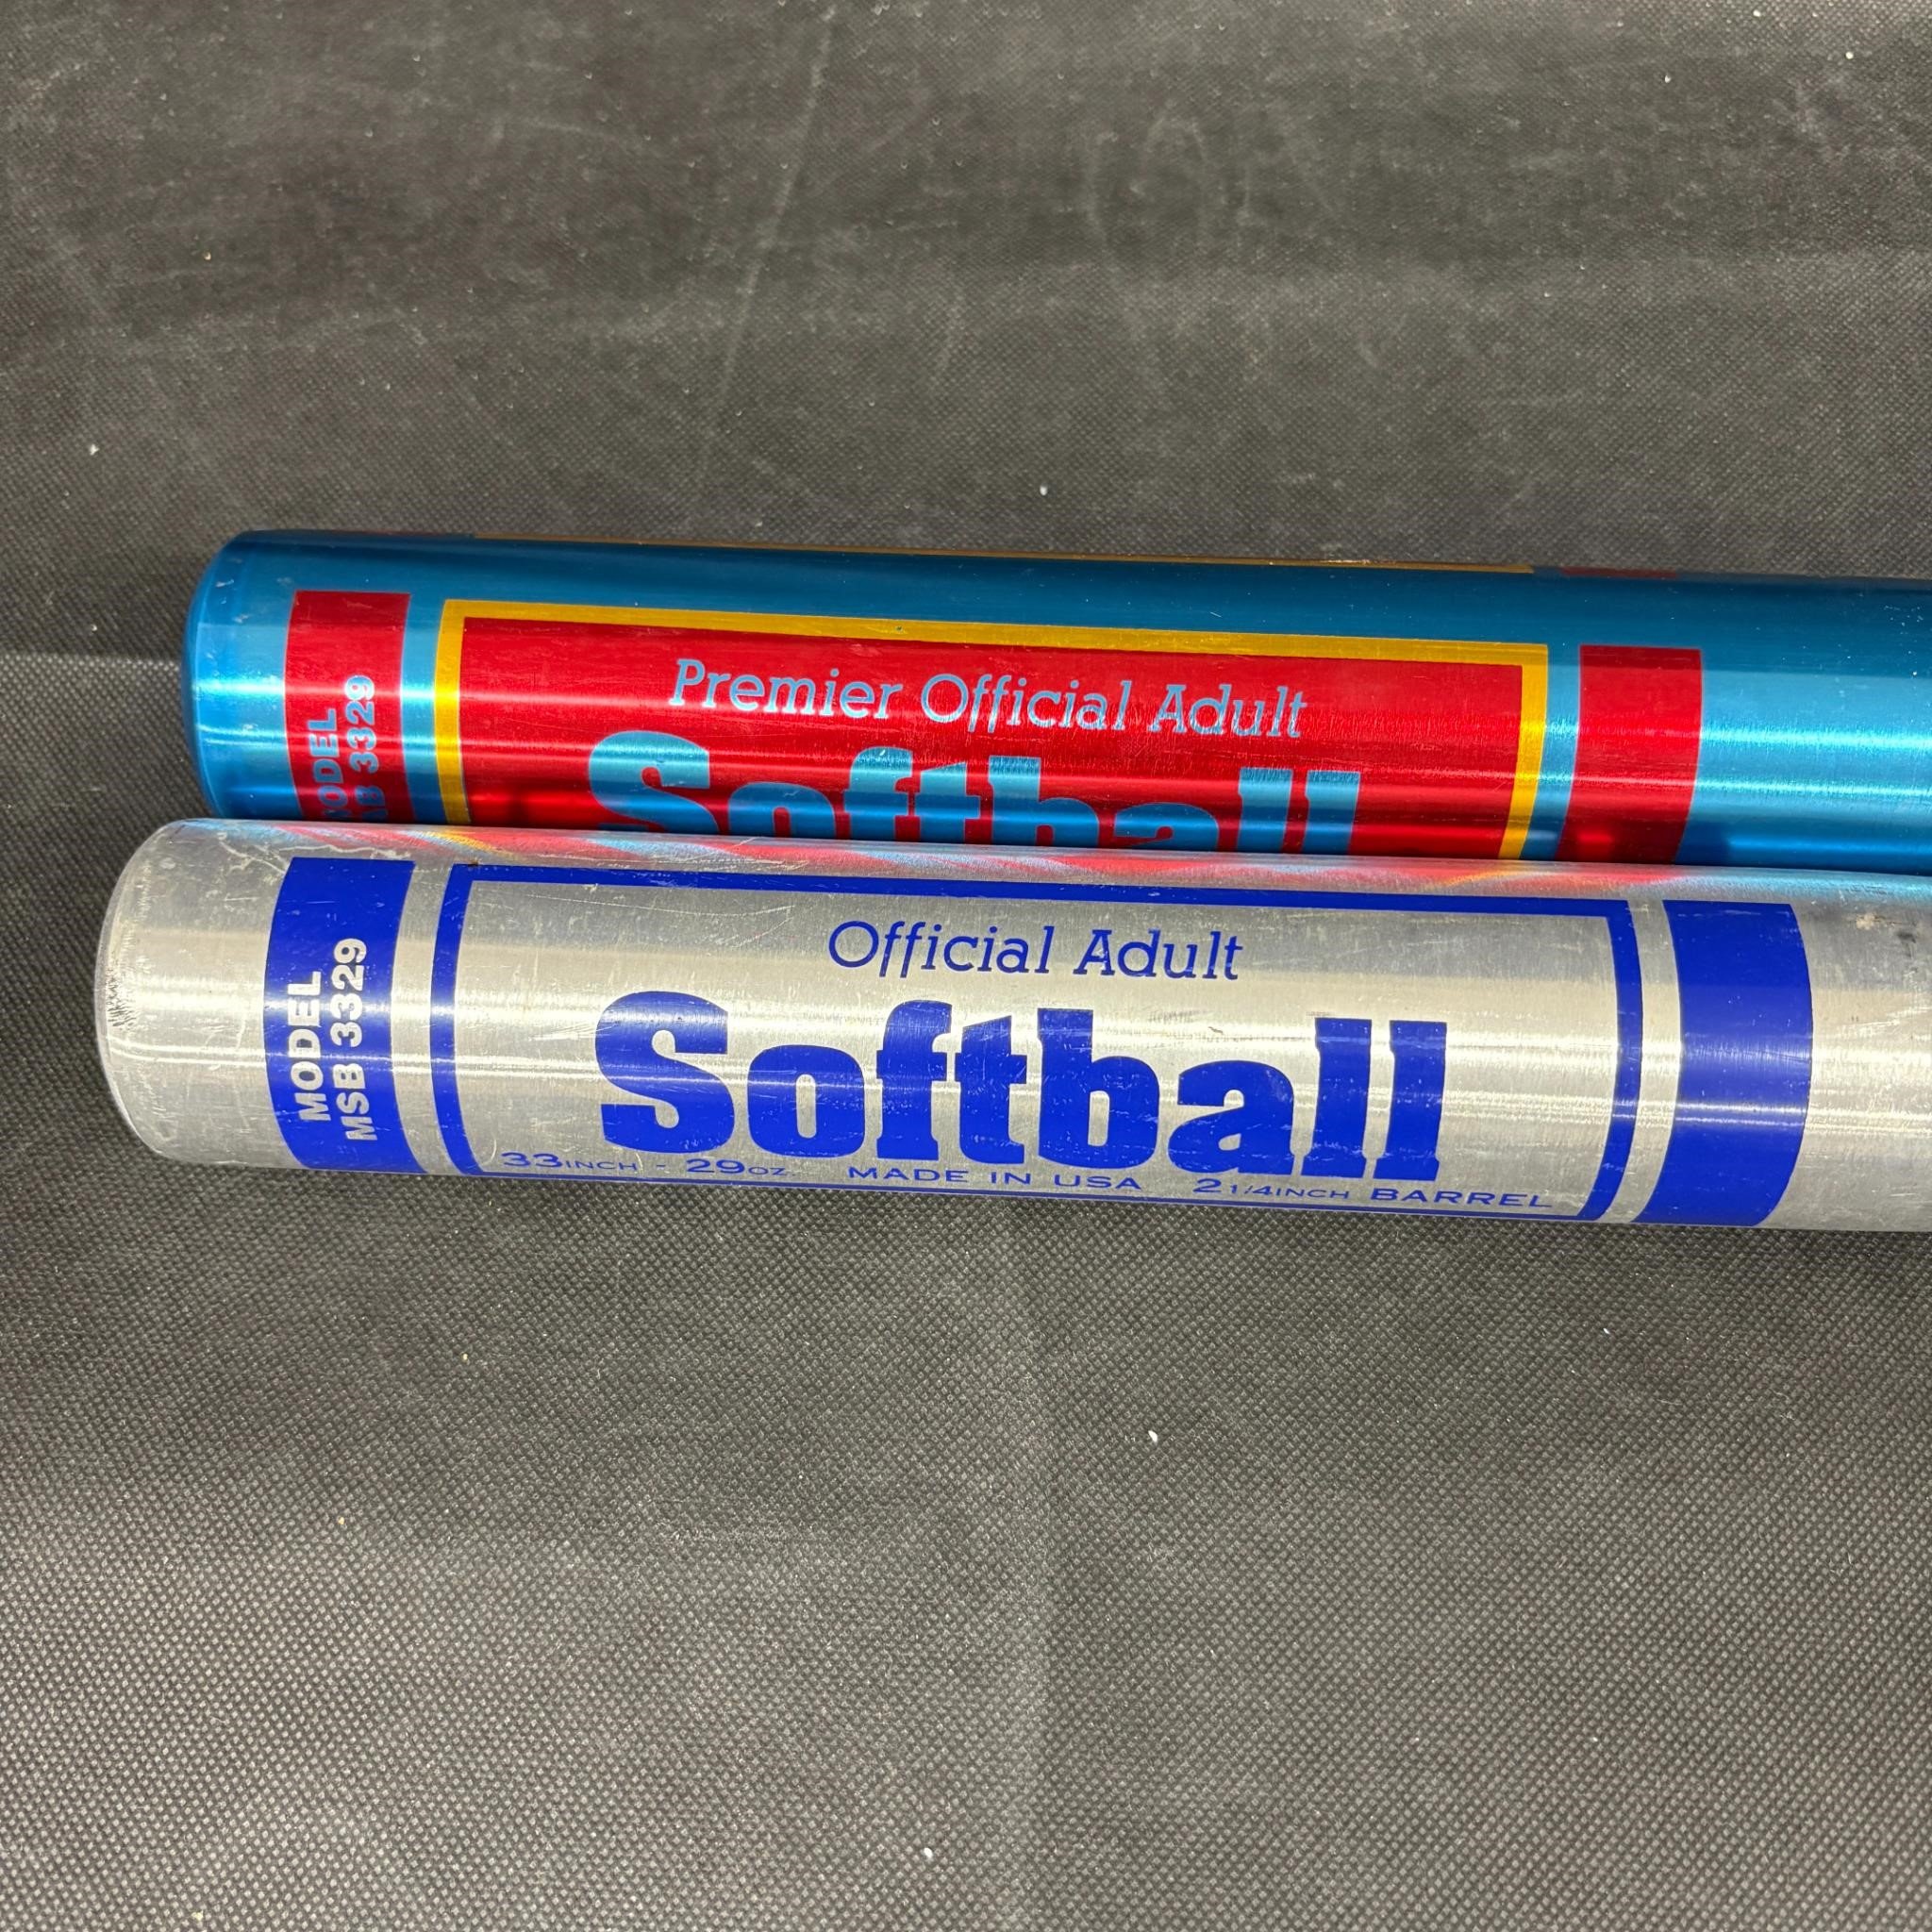 MODEL
3329
Premier Official Adult
Softball
MODEL
MSB 3329
Official Adult
Softball
33INCH - 29OZ. MADE IN USA 2 1/4INCH BARREL